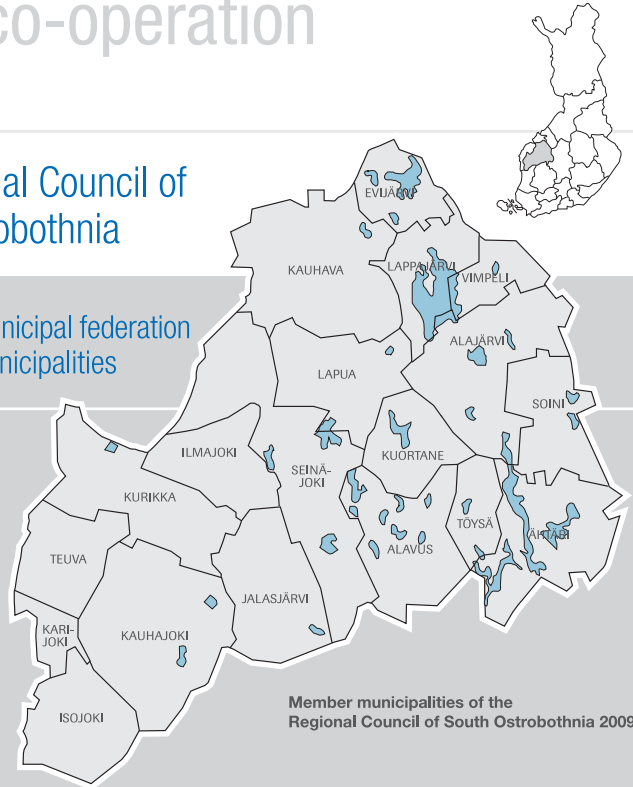 co-operation
al Council of
obothnia
nicipal federation
nicipalities
EVIJÄRVI
KAUHAVA
LAPPAJÄRVI
VIMPELI
ALAJÄRVI
LAPUA
SOINI
ILMAJOKI
SEINÄ-
JOKI
KUORTANE
KURIKKA
TÖYSÄ
ÄHTÄRI
ALAVUS
TEUVA
JALASJÄRVI
KARI-
JOKI
KAUHAJOKI
ISOJOKI
Member municipalities of the
Regional Council of South Ostrobothnia 2009